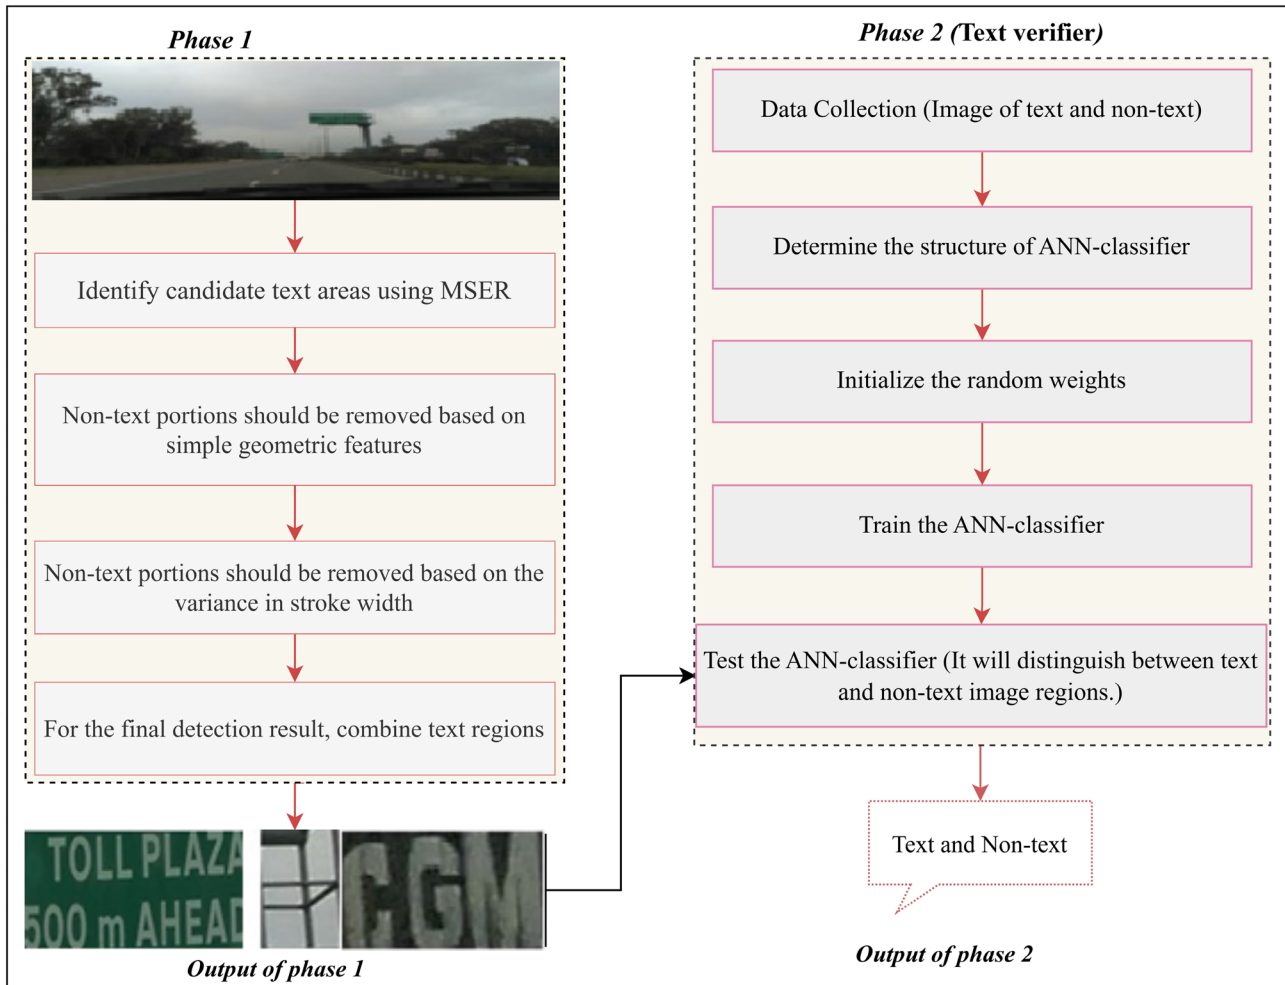 Phase 1
Identify candidate text areas using MSER
Non-text portions should be removed based on
simple geometric features
Non-text portions should be removed based on the
variance in stroke width
For the final detection result, combine text regions
TOLL PLAZA
500 m AHEAD
CGM
Output of phase 1
Phase 2 (Text verifier)
Data Collection (Image of text and non-text)
Determine the structure of ANN-classifier
Initialize the random weights
Train the ANN-classifier
Test the ANN-classifier (It will distinguish between text
and non-text image regions.)
Text and Non-text
Output of phase 2